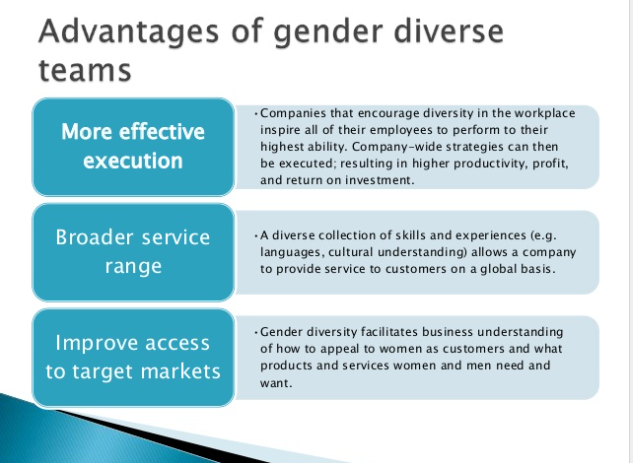 Advantages of gender diverse
teams
More effective
execution
•Companies that encourage diversity in the workplace
inspire all of their employees to perform to their
highest ability. Company-wide strategies can then
be executed; resulting in higher productivity, profit,
and return on investment.
Broader service
range
•A diverse collection of skills and experiences (e.g.
languages, cultural understanding) allows a company
to provide service to customers on a global basis.
Improve access
to target markets
•Gender diversity facilitates business understanding
of how to appeal to women as customers and what
products and services women and men need and
want.